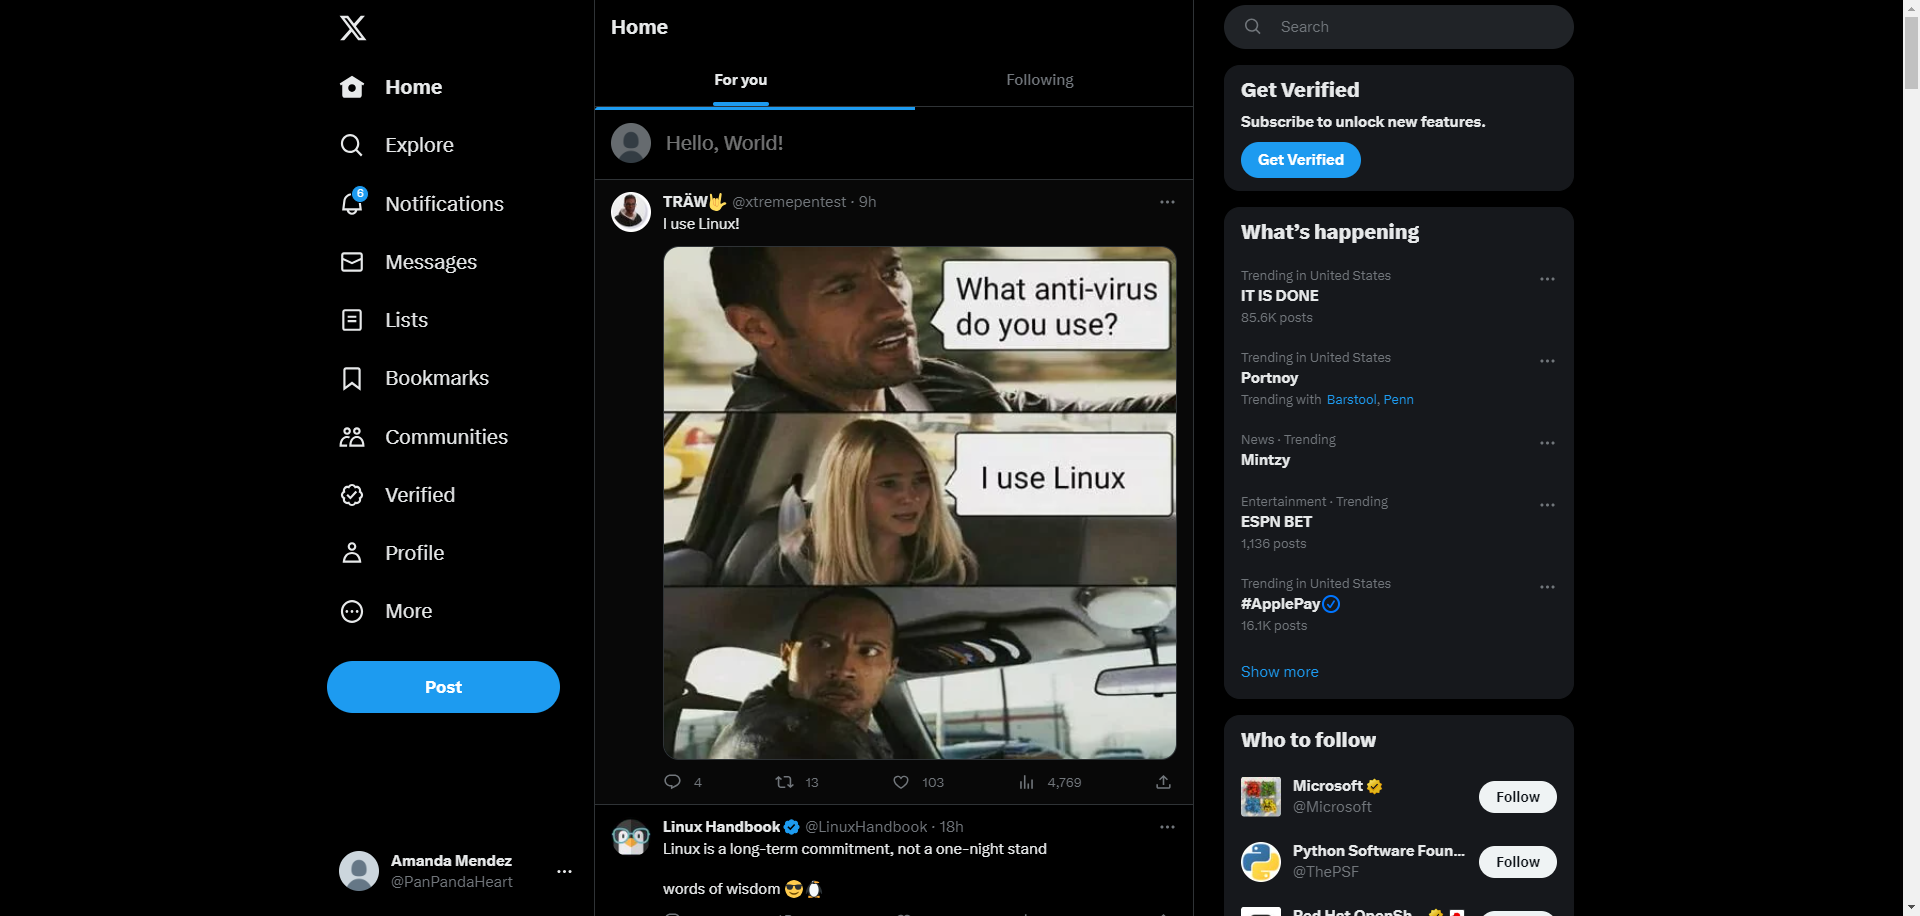 Home
Explore
6
Notifications
Messages
Lists
Bookmarks
Communities
Verified
Profile
More
Post
Amanda Mendez
@PanPandaHeart
Home
For you
Following
Hello, World!
TRÄW🤟 @xtremepentest · 9h
I use Linux!
What anti-virus
do you use?
I use Linux
4
13
103
4,769
Linux Handbook @LinuxHandbook · 18h
Linux is a long-term commitment, not a one-night stand
words of wisdom 😎🐧
Search
Get Verified
Subscribe to unlock new features.
Get Verified
What's happening
Trending in United States
IT IS DONE
85.6K posts
Trending in United States
Portnoy
Trending with Barstool, Penn
News · Trending
Mintzy
Entertainment · Trending
ESPN BET
1,136 posts
Trending in United States
#ApplePay
16.1K posts
Show more
Who to follow
Microsoft
@Microsoft
Follow
Python Software Foun...
@ThePSF
Follow
Red Hat OpenSh...